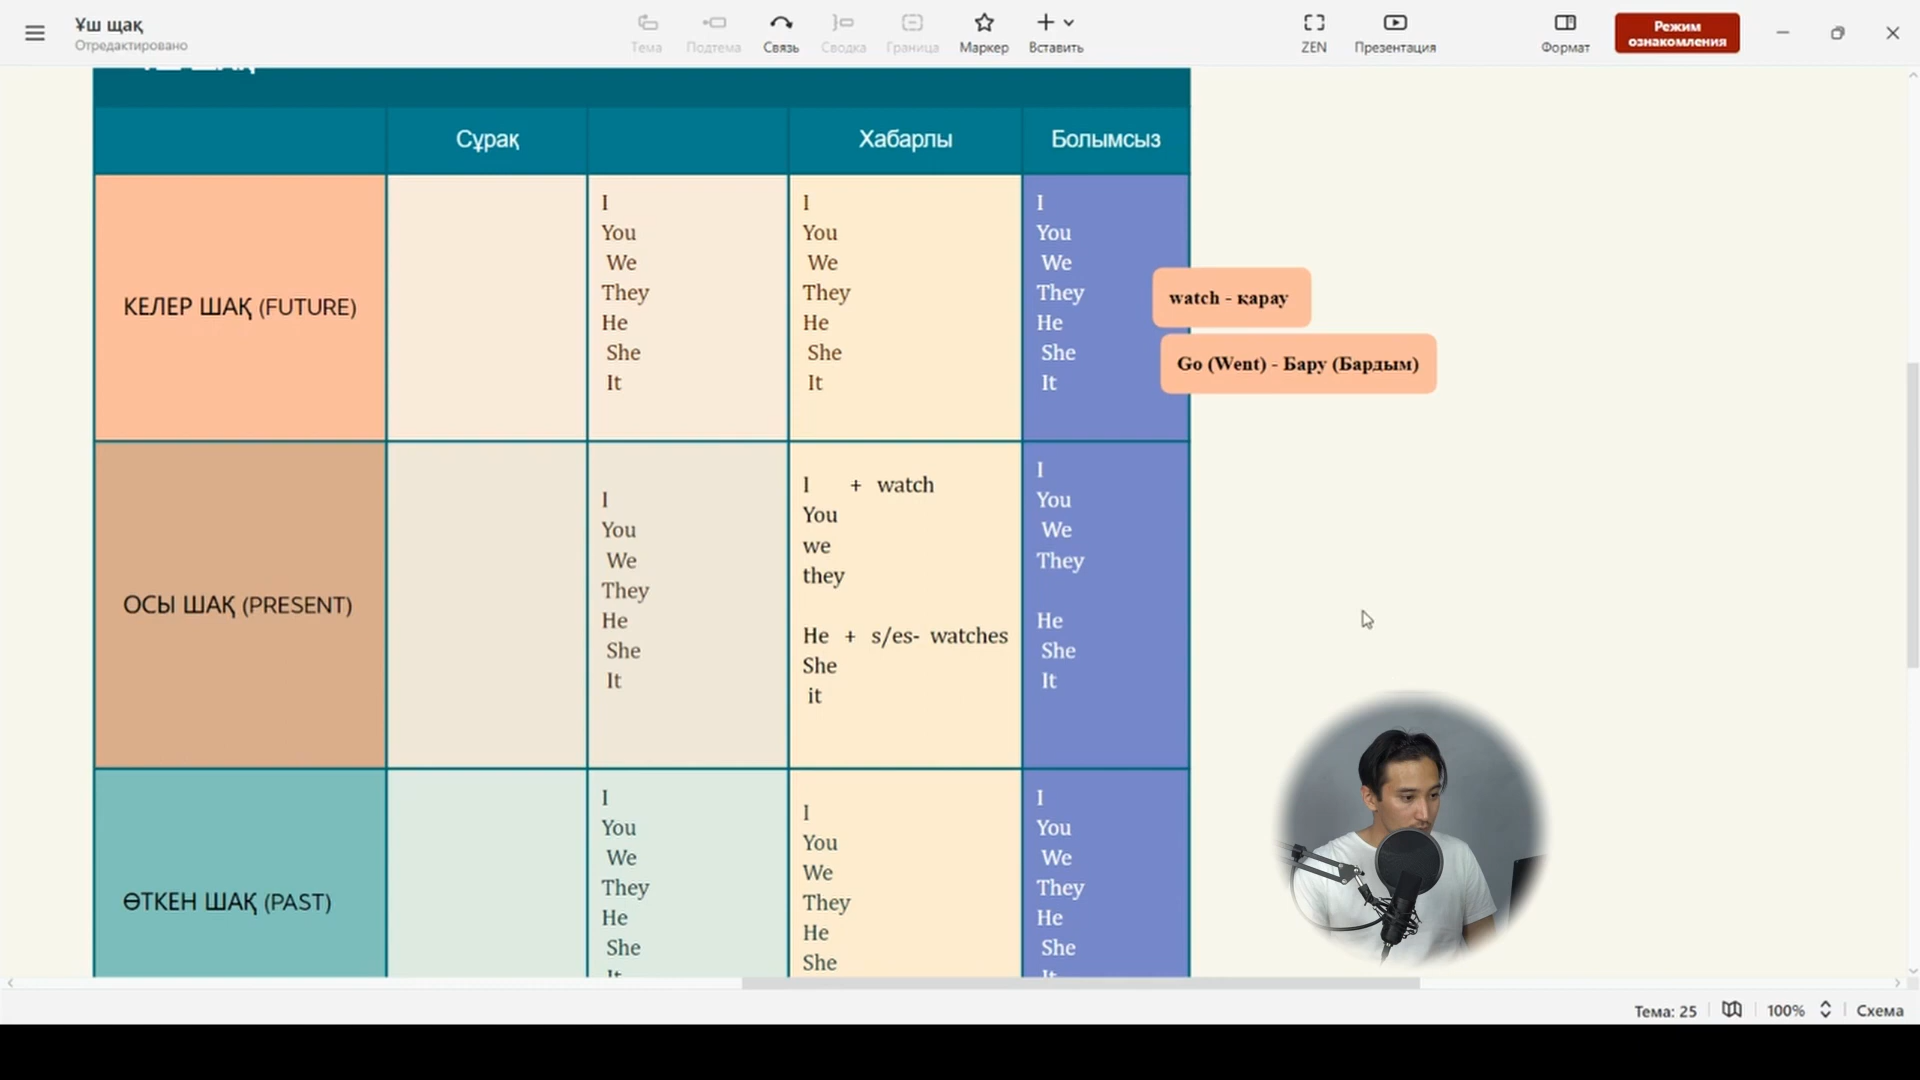 Ұш щақ
Отредактировано
Тема
Подтема
Связь
Сводка
Граница
Маркер
Вставить
ZEN
Презентация
Формат
Режим
ознакомления
Сұрақ
Хабарлы
Болымсыз
КЕЛЕР ШАҚ (FUTURE)
I
You
We
They
He
She
It
I
You
We
They
He
She
It
I
You
We
They
He
She
It
watch - қарау
Go (Went) - Бару (Бардым)
ОСЫ ШАҚ (PRESENT)
I
You
We
They
He
She
It
I + watch
You
we
they
He + s/es- watches
She
it
I
You
We
They
He
She
It
ӨТКЕН ШАҚ (PAST)
I
You
We
They
He
She
It
I
You
We
They
He
She
I
You
We
They
He
She
It
Тема: 25
100%
Схема